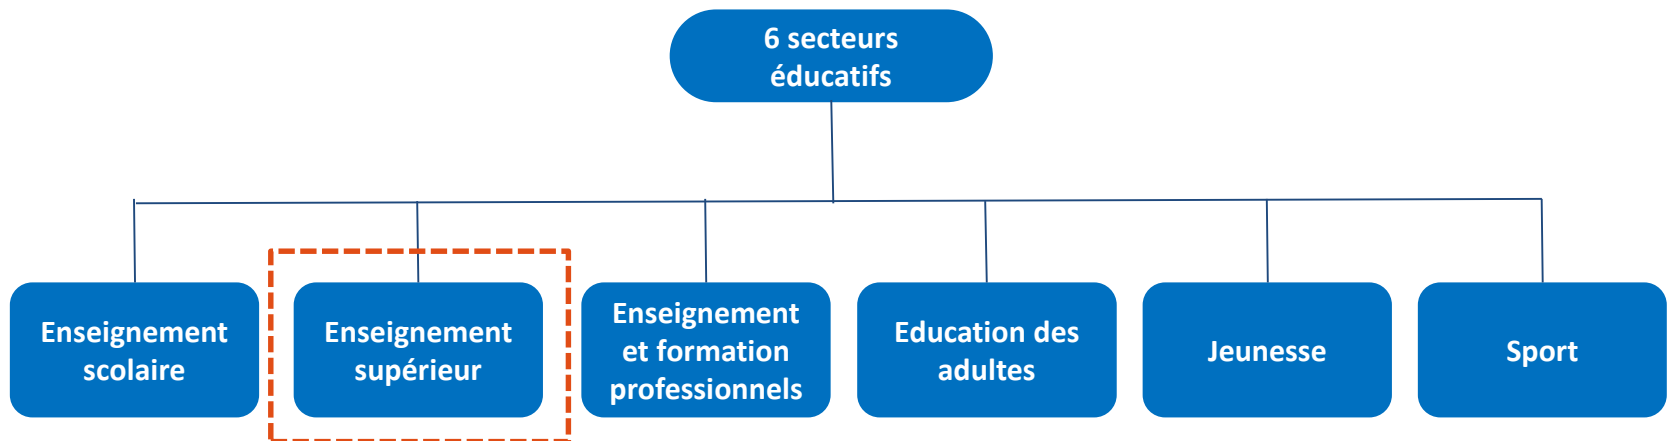 6 secteurs
éducatifs
Enseignement
scolaire
Enseignement
supérieur
Enseignement
et formation
professionnels
Education des
adultes
Jeunesse
Sport